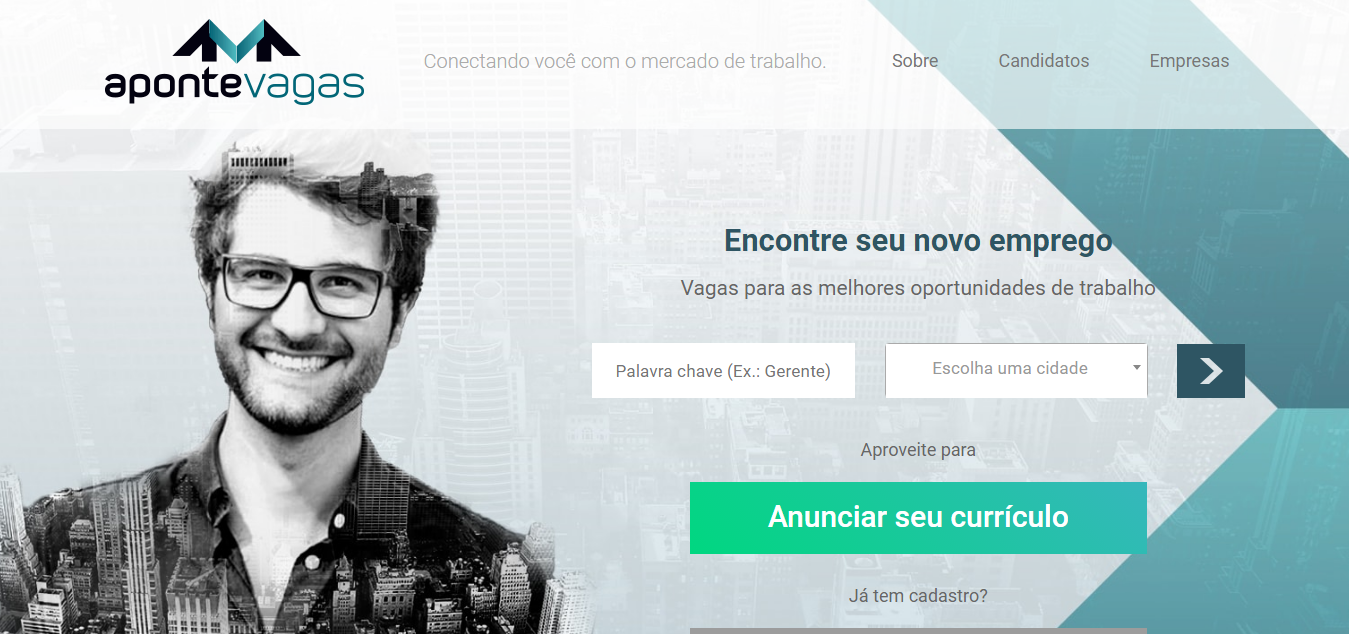 apontevagas
Conectando você com o mercado de trabalho.
Sobre
Candidatos
Empresas
Encontre seu novo emprego
Vagas para as melhores oportunidades de trabalho
Palavra chave (Ex.: Gerente)
Escolha uma cidade
Aproveite para
Anunciar seu currículo
Já tem cadastro?